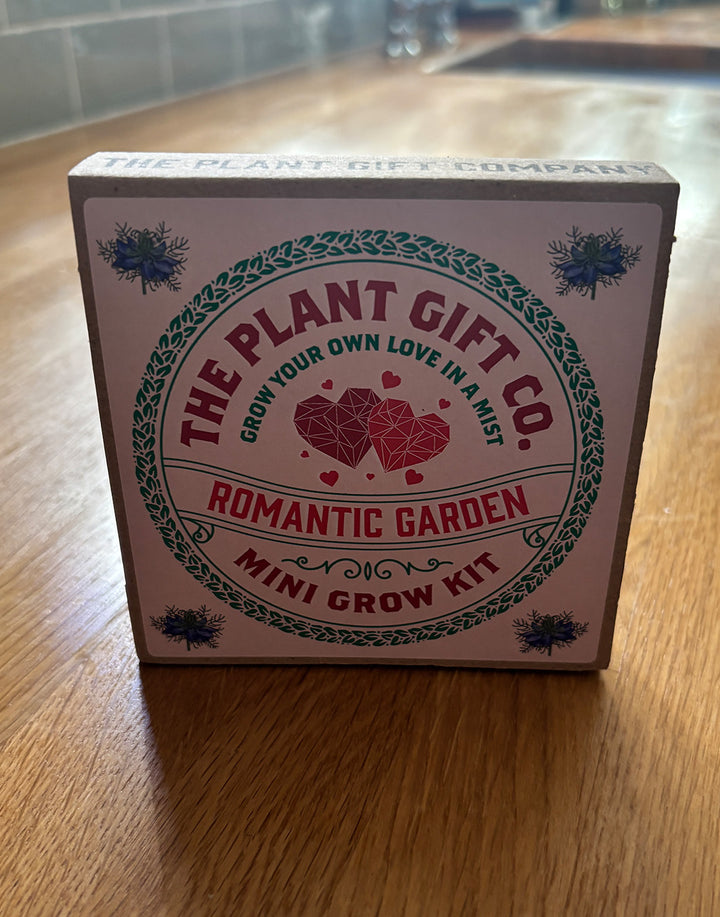 THE PLANT GIFT COMPANY
THE PLANT GIFT CO.
GROW YOUR OWN LOVE IN A MIST
ROMANTIC GARDEN
MINI GROW KIT